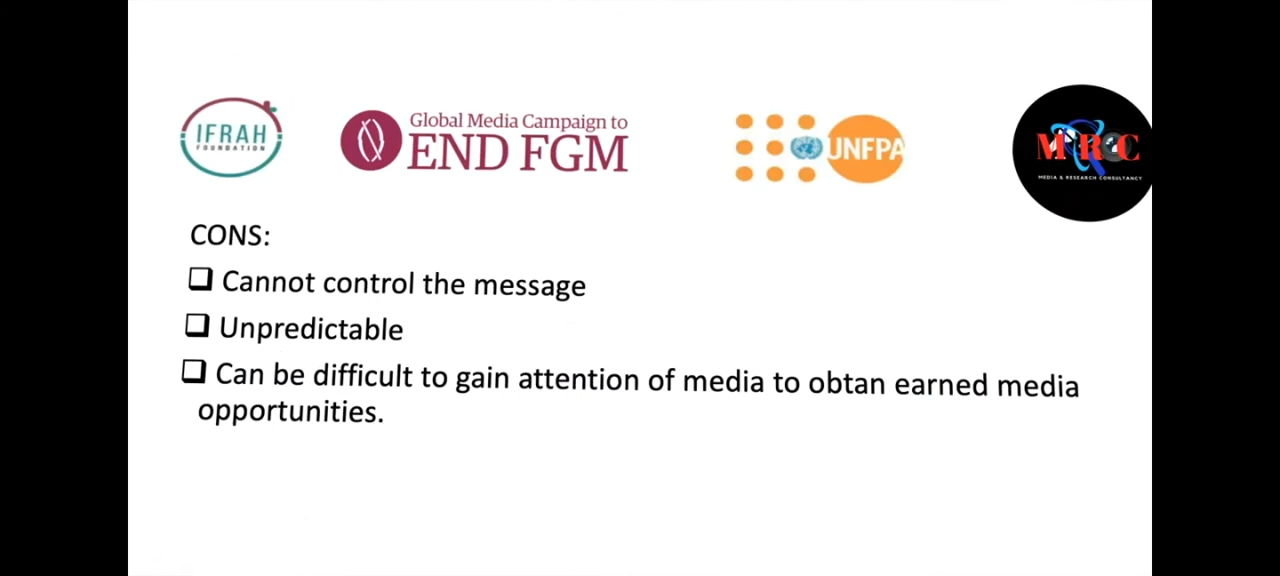 IFRAH
FOUNDATION
Global Media Campaign to
END FGM
UNFPA
MRC
MEDIA & RESEARCH CONSULTANCY
CONS:
❑ Cannot control the message
❑ Unpredictable
❑ Can be difficult to gain attention of media to obtan earned media
opportunities.